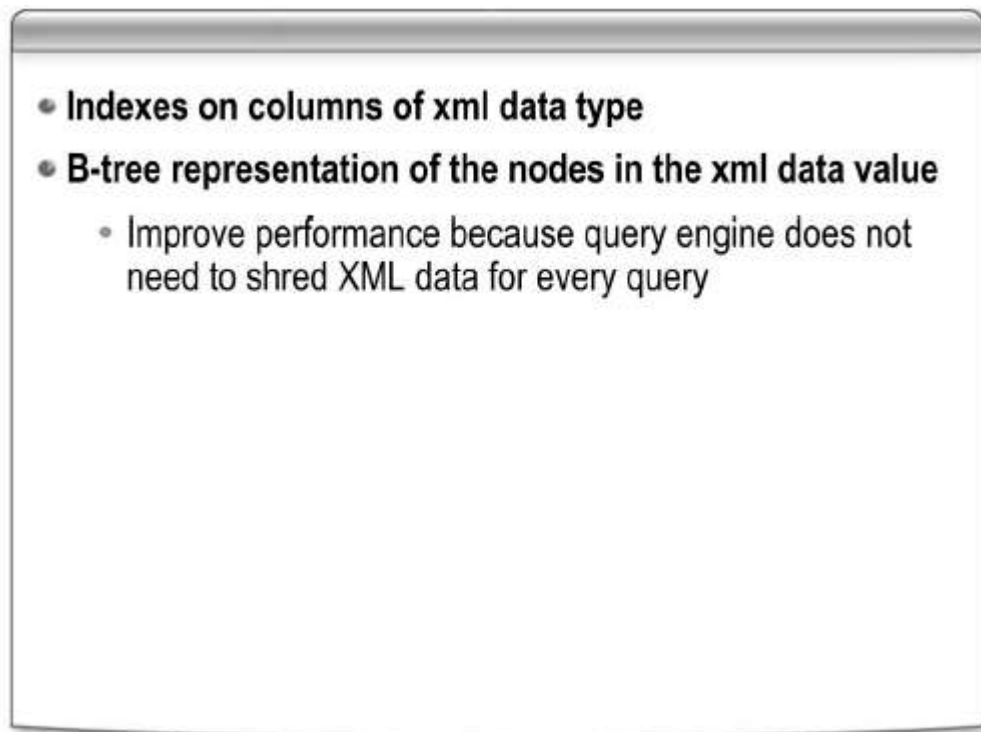 Indexes on columns of xml data type
B-tree representation of the nodes in the xml data value
Improve performance because query engine does not
need to shred XML data for every query